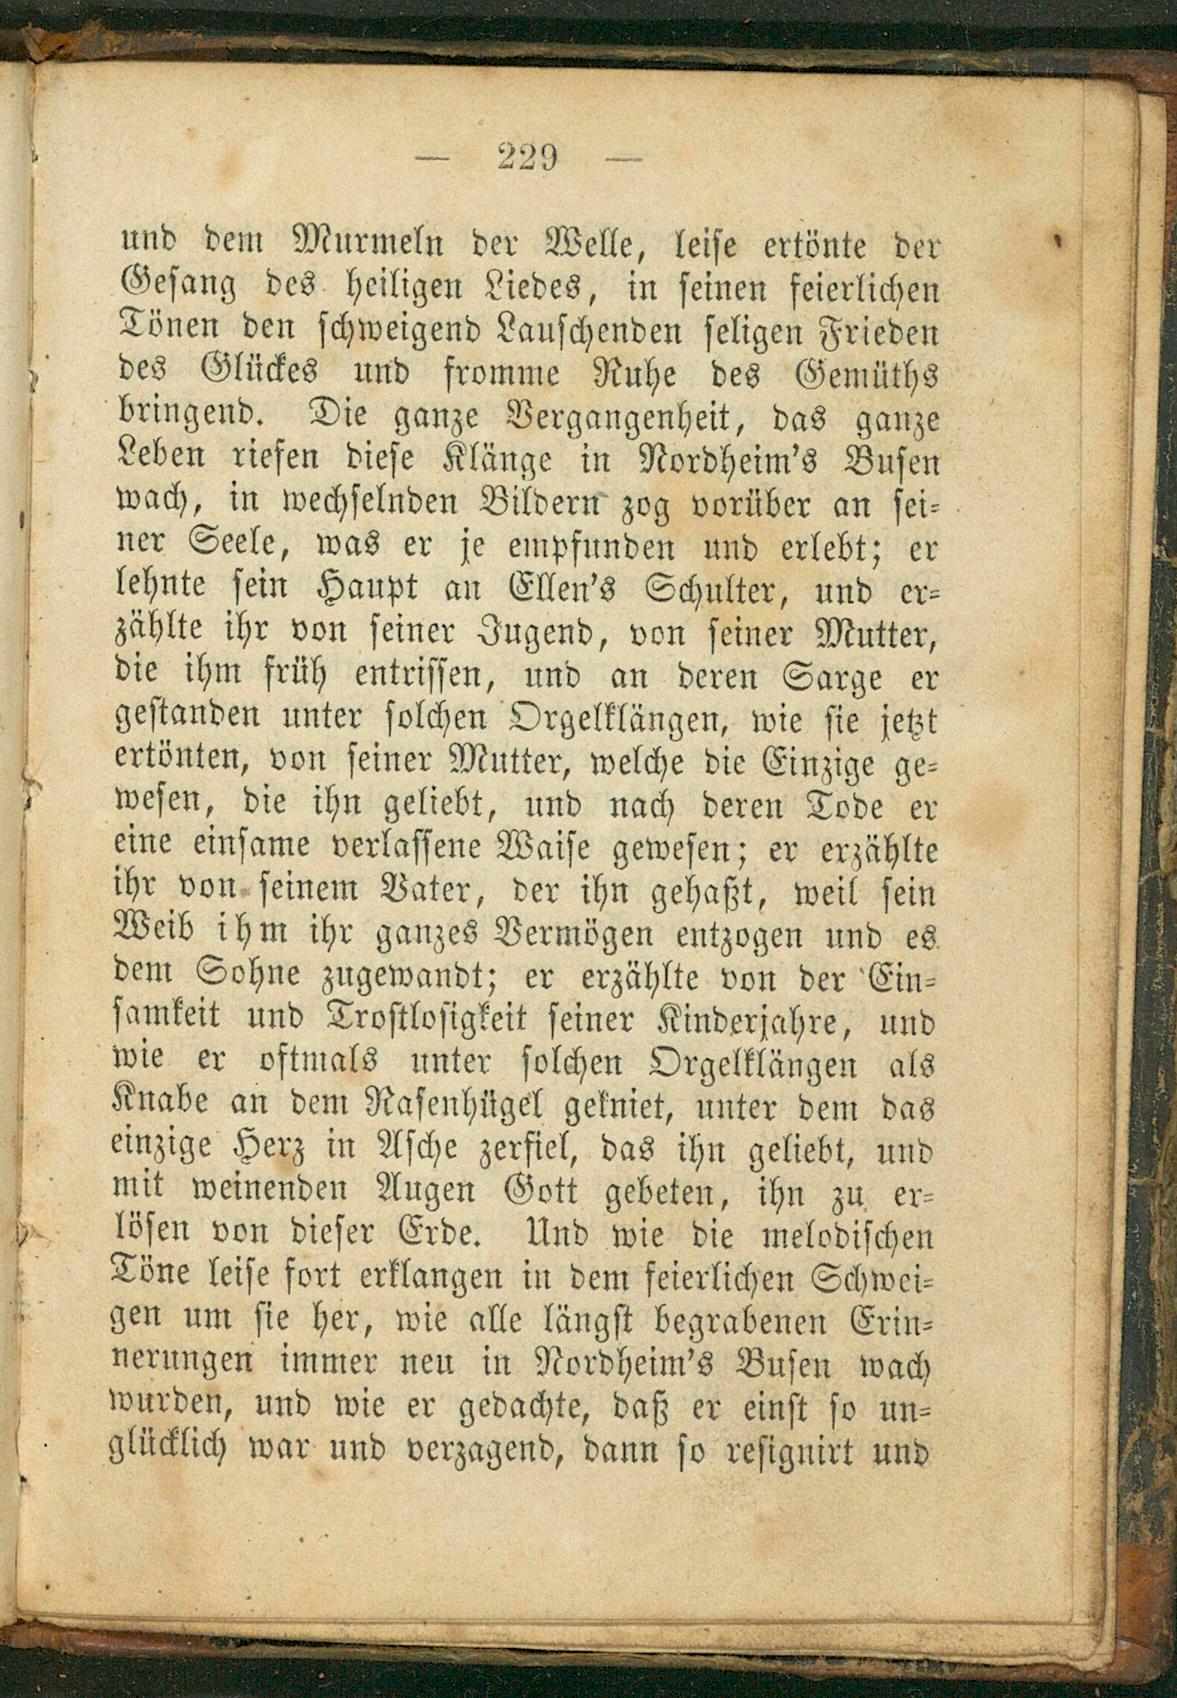 — 229 —
und dem Murmeln der Welle, leise ertönte der
Gesang des heiligen Liedes, in seinen feierlichen
Tönen den schweigend Lauschenden seligen Frieden
des Glückes und fromme Ruhe des Gemüths
bringend. Die ganze Vergangenheit, das ganze
Leben riefen diese Klänge in Nordheim's Busen
wach, in wechselnden Bildern zog vorüber an sei-
ner Seele, was er je empfunden und erlebt; er
lehnte sein Haupt an Ellen's Schulter, und er-
zählte ihr von seiner Jugend, von seiner Mutter,
die ihm früh entrissen, und an deren Sarge er
gestanden unter solchen Orgelklängen, wie sie jetzt
ertönten, von seiner Mutter, welche die Einzige ge-
wesen, die ihn geliebt, und nach deren Tode er
eine einsame verlassene Waise gewesen; er erzählte
ihr von seinem Vater, der ihn gehaßt, weil sein
Weib ihm ihr ganzes Vermögen entzogen und es
dem Sohne zugewandt; er erzählte von der Ein-
samkeit und Trostlosigkeit seiner Kinderjahre, und
wie er oftmals unter solchen Orgelklängen als
Knabe an dem Rasenhügel gekniet, unter dem das
einzige Herz in Asche zerfiel, das ihn geliebt, und
mit weinenden Augen Gott gebeten, ihn zu er-
lösen von dieser Erde. Und wie die melodischen
Töne leise fort erklangen in dem feierlichen Schwei-
gen um sie her, wie alle längst begrabenen Erin-
nerungen immer neu in Nordheim's Busen wach
wurden, und wie er gedachte, daß er einst so un-
glücklich war und verzagend, dann so resignirt und